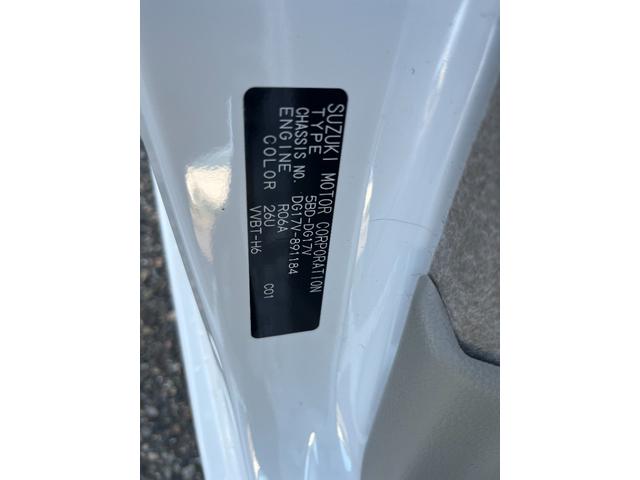 SUZUKI MOTOR CORPORATION
TYPE 5BD-DG17V
CHASSIS NO. DG17V-891184
ENGINE R06A
COLOR 26U C01
VVBT-H6